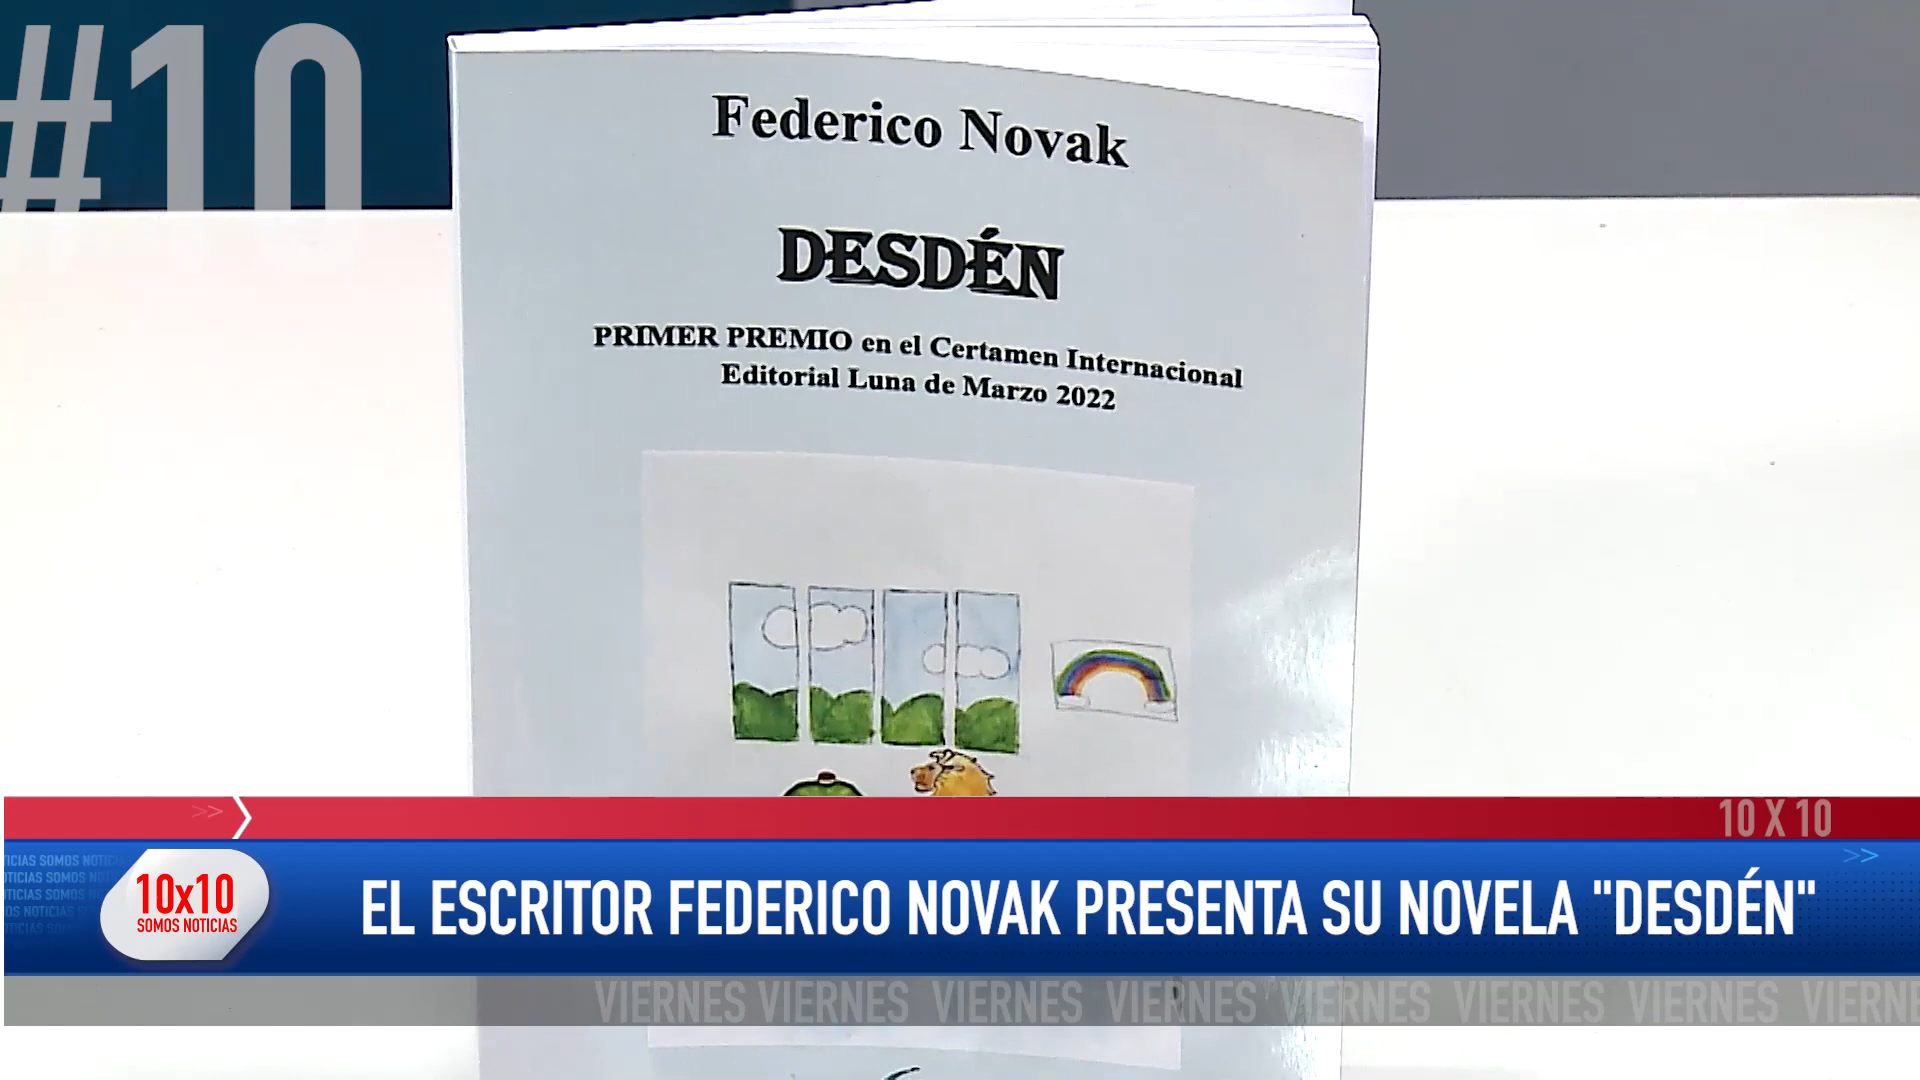 #10
Federico Novak
DESDÉN
PRIMER PREMIO en el Certamen Internacional
Editorial Luna de Marzo 2022
10 X 10
10x10
SOMOS NOTICIAS
EL ESCRITOR FEDERICO NOVAK PRESENTA SU NOVELA "DESDÉN"
VIERNES VIERNES VIERNES VIERNES VIERNES VIERNES VIERNES VIERNE